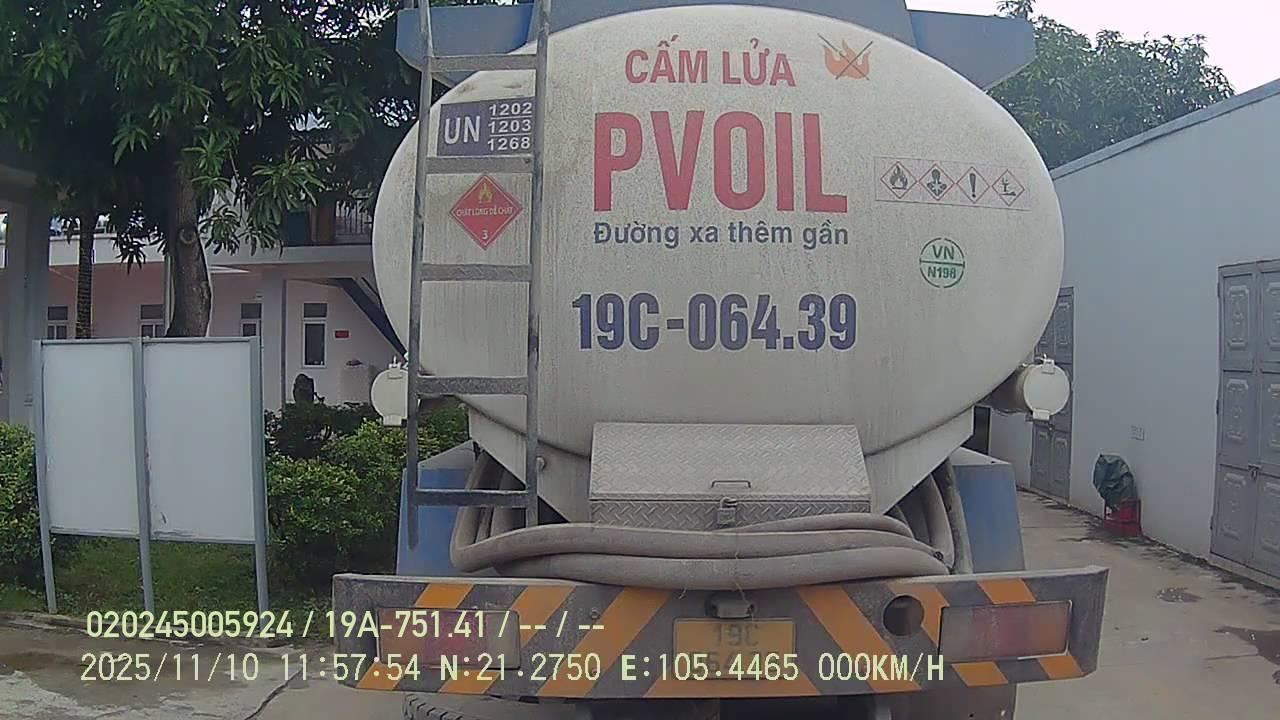 CẤM LỬA
UN 1202
1203
1268
PVOIL
CHẤT LỎNG DỄ CHÁY
3
Đường xa thêm gần
VN
N198
19C-064.39
19C
020245005924 / 19A-751.41 / -- / --
2025/11/10 11:57:54 N:21.2750 E:105.4465 000KM/H